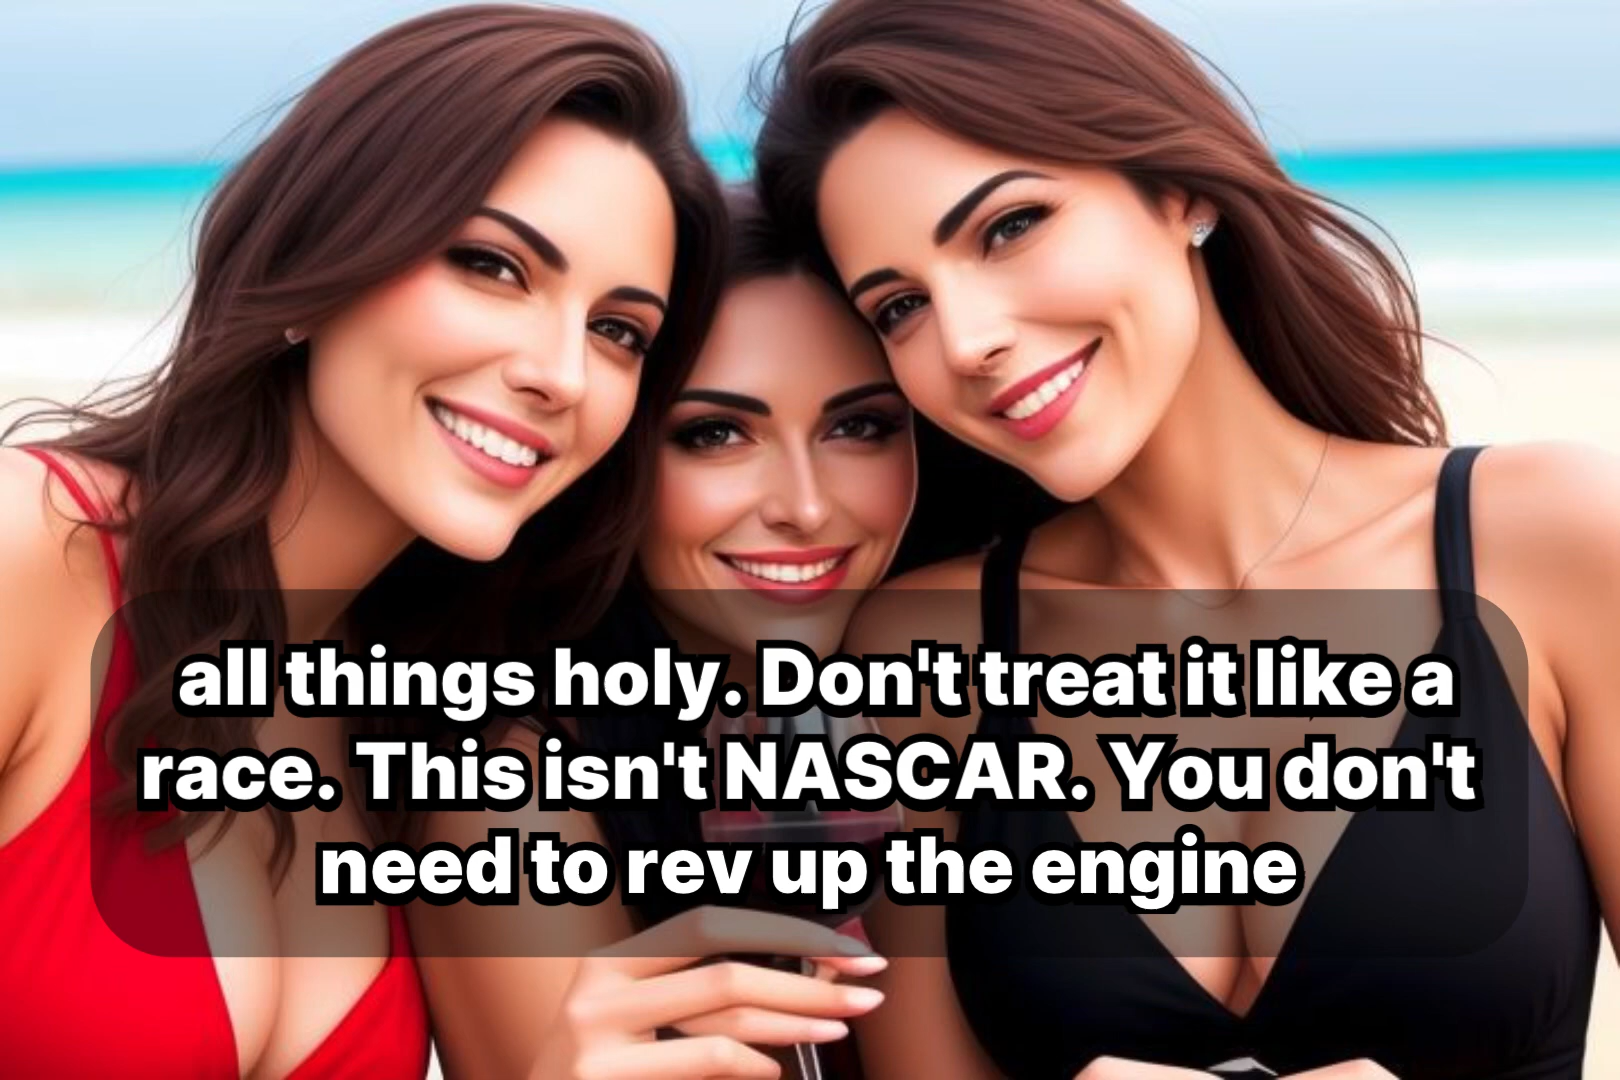 all things holy. Don't treat it like a
race. This isn't NASCAR. You don't
need to rev up the engine